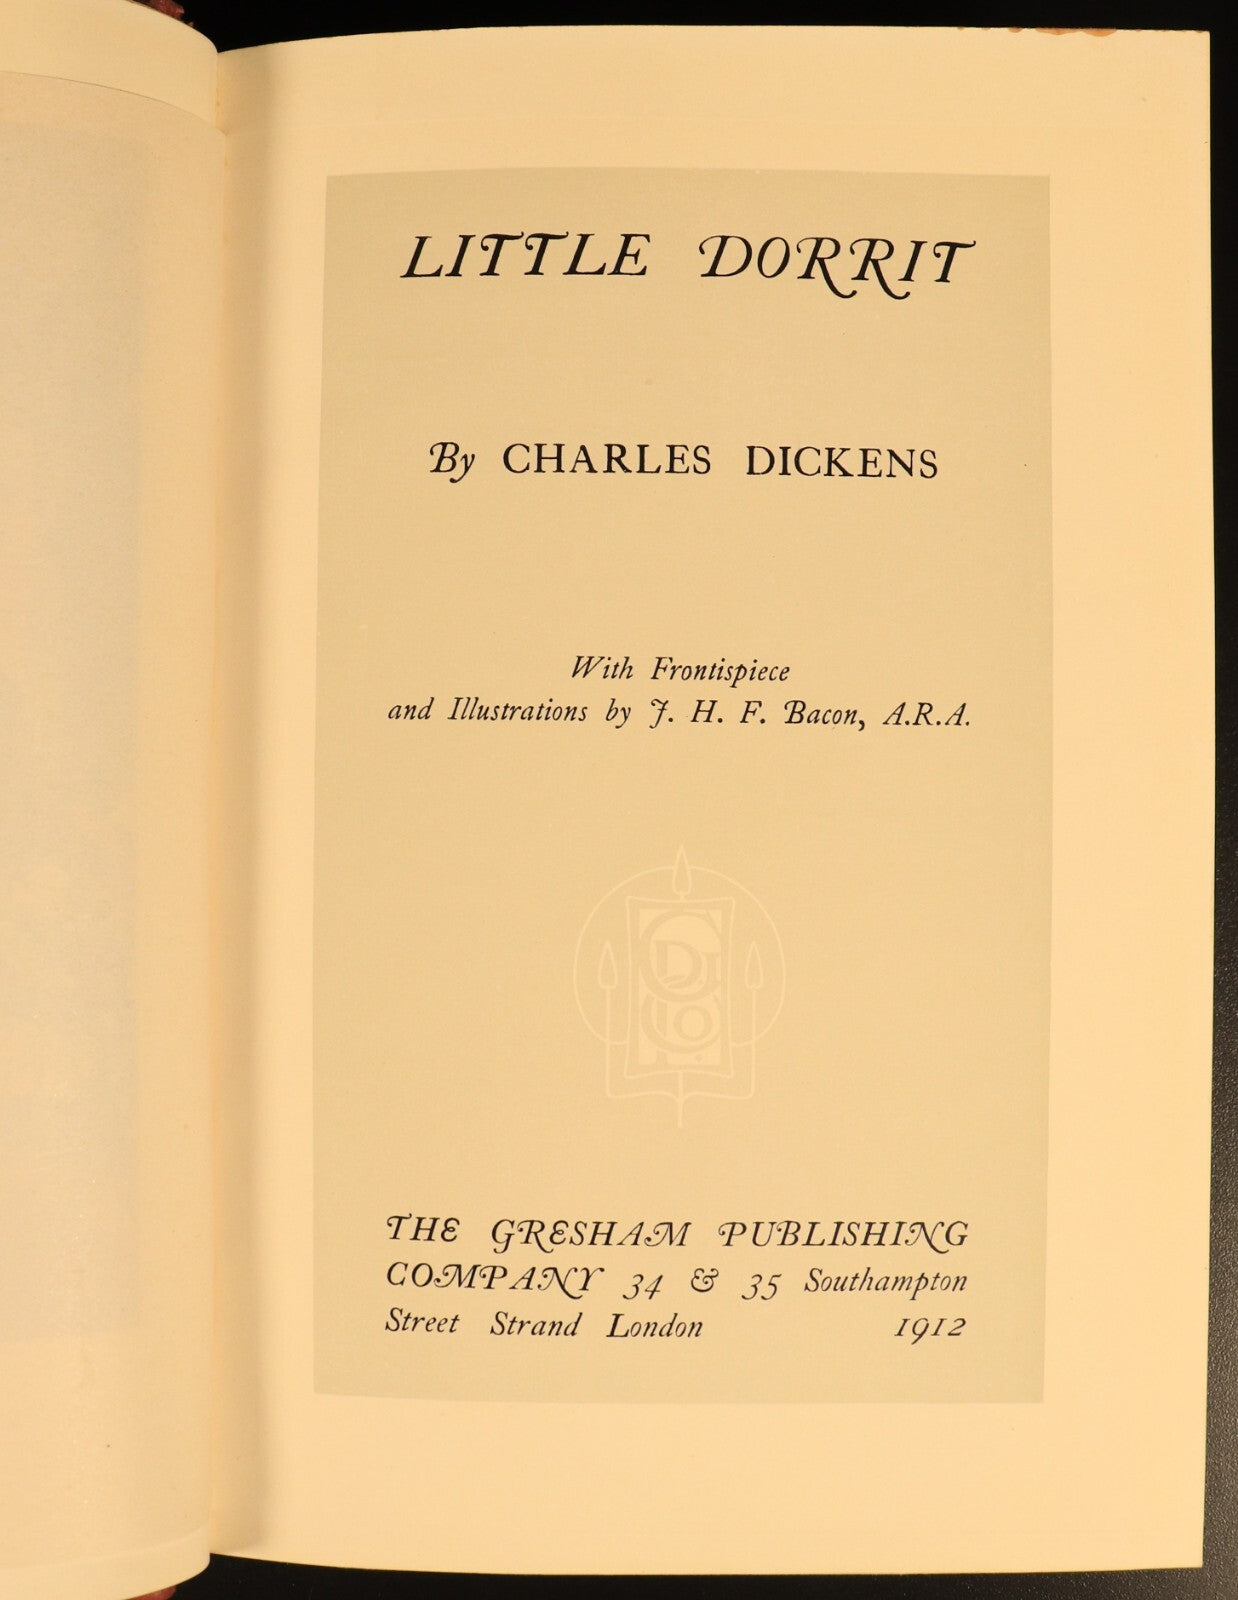 LITTLE DORRIT
By CHARLES DICKENS
With Frontispiece
and Illustrations by J. H. F. Bacon, A.R.A.
THE GRESHAM PUBLISHING
COMPANY 34 & 35 Southampton
Street Strand London 1912